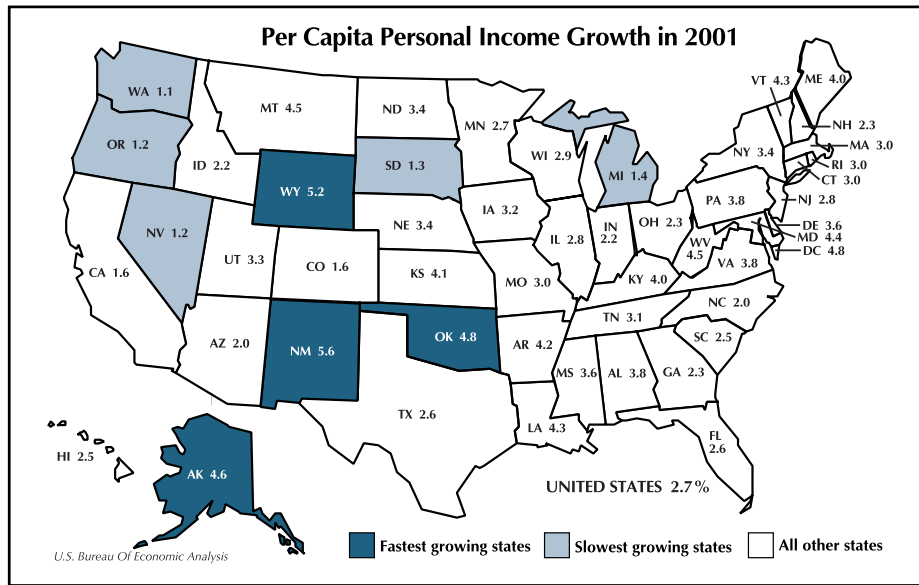 Per Capita Personal Income Growth in 2001
WA 1.1
MT 4.5
ND 3.4
MN 2.7
VT 4.3
ME 4.0
OR 1.2
ID 2.2
WY 5.2
SD 1.3
WI 2.9
MI 1.4
NY 3.4
NH 2.3
MA 3.0
RI 3.0
CT 3.0
NV 1.2
NE 3.4
IA 3.2
IL 2.8
IN
2.2
OH 2.3
PA 3.8
NJ 2.8
DE 3.6
MD 4.4
DC 4.8
CA 1.6
UT 3.3
CO 1.6
KS 4.1
MO 3.0
KY 4.0
WV
4.5
VA 3.8
AZ 2.0
NM 5.6
OK 4.8
AR 4.2
TN 3.1
NC 2.0
SC 2.5
TX 2.6
LA 4.3
MS 3.6
AL 3.8
GA 2.3
FL
2.6
HI 2.5
AK 4.6
UNITED STATES 2.7%
U.S. Bureau Of Economic Analysis
Fastest growing states
Slowest growing states
All other states